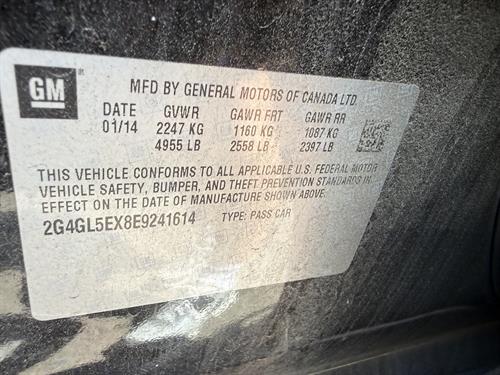 GM
MFD BY GENERAL MOTORS OF CANADA LTD
DATE GVWR GAWR FRT GAWR RR
01/14 2247 KG 1160 KG 1087 KG
4955 LB 2558 LB 2397 LB
THIS VEHICLE CONFORMS TO ALL APPLICABLE U.S. FEDERAL MOTOR
VEHICLE SAFETY, BUMPER, AND THEFT PREVENTION STANDARDS IN
EFFECT ON THE DATE OF MANUFACTURE SHOWN ABOVE.
2G4GL5EX8E9241614 TYPE: PASS CAR